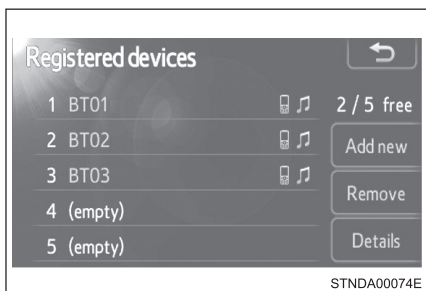 Registered devices
1 BT01
2 / 5 free
2 BT02
Add new
3 BT03
Remove
4 (empty)
5 (empty)
Details
STNDA00074E